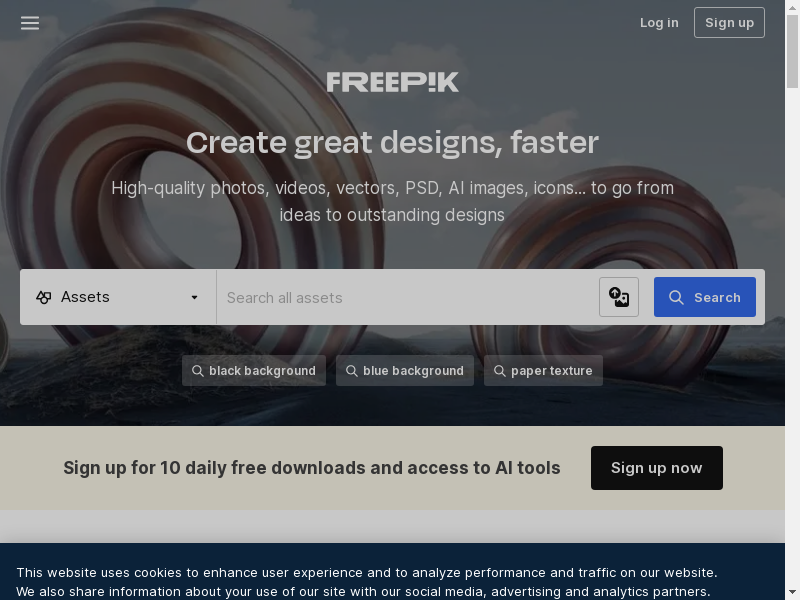 Log in
Sign up
FREEPIK
Create great designs, faster
High-quality photos, videos, vectors, PSD, AI images, icons... to go from
ideas to outstanding designs
Assets
Search all assets
Search
black background
blue background
paper texture
Sign up for 10 daily free downloads and access to AI tools
Sign up now
This website uses cookies to enhance user experience and to analyze performance and traffic on our website.
We also share information about your use of our site with our social media, advertising and analytics partners.